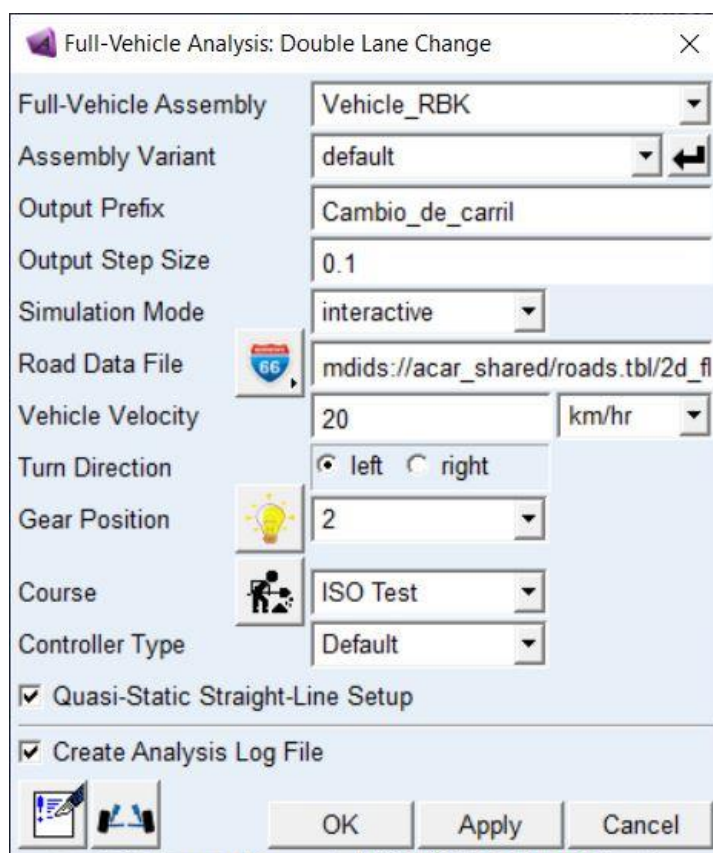 Full-Vehicle Analysis: Double Lane Change
Full-Vehicle Assembly Vehicle_RBK
Assembly Variant default
Output Prefix Cambio_de_carril
Output Step Size 0.1
Simulation Mode interactive
Road Data File 66 mdids://acar_shared/roads.tbl/2d_fl
Vehicle Velocity 20 km/hr
Turn Direction left right
Gear Position 2
Course ISO Test
Controller Type Default
Quasi-Static Straight-Line Setup
Create Analysis Log File
OK Apply Cancel